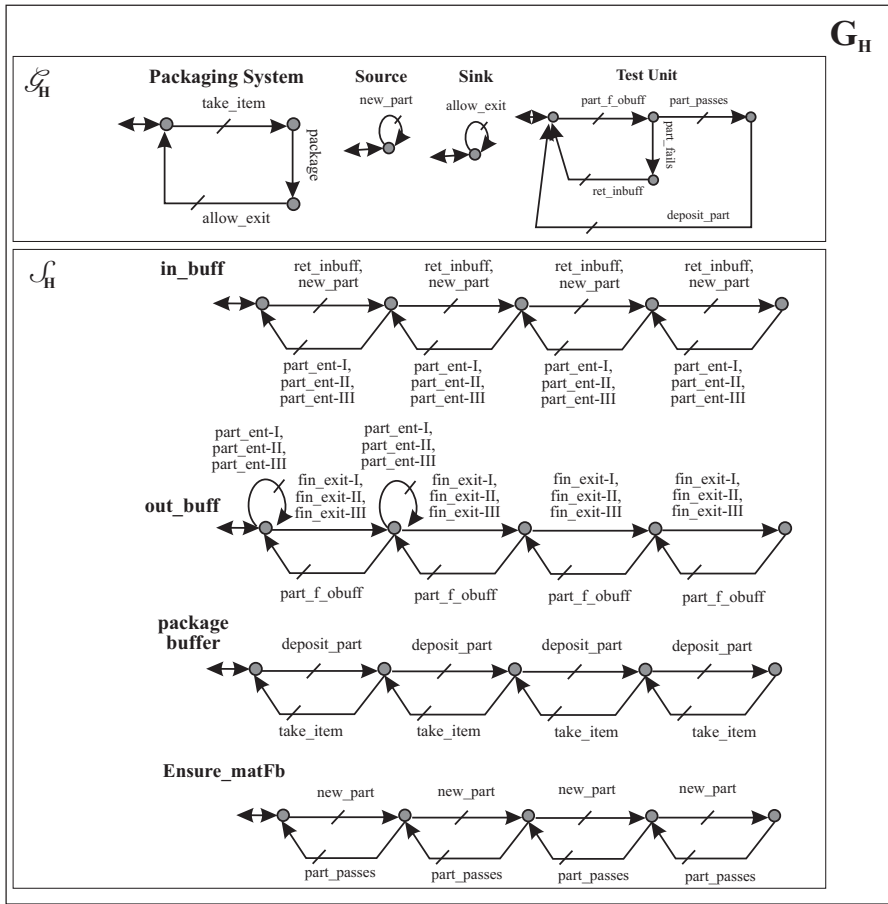 G_H
𝒢_H
Packaging System
Source
Sink
Test Unit
take_item
package
allow_exit
new_part
allow_exit
part_f_obuff
part_passes
part_fails
ret_inbuff
deposit_part
𝒮_H
in_buff
ret_inbuff,
new_part
ret_inbuff,
new_part
ret_inbuff,
new_part
ret_inbuff,
new_part
part_ent-I,
part_ent-II,
part_ent-III
part_ent-I,
part_ent-II,
part_ent-III
part_ent-I,
part_ent-II,
part_ent-III
part_ent-I,
part_ent-II,
part_ent-III
out_buff
part_ent-I,
part_ent-II,
part_ent-III
part_ent-I,
part_ent-II,
part_ent-III
fin_exit-I,
fin_exit-II,
fin_exit-III
fin_exit-I,
fin_exit-II,
fin_exit-III
fin_exit-I,
fin_exit-II,
fin_exit-III
fin_exit-I,
fin_exit-II,
fin_exit-III
part_f_obuff
part_f_obuff
part_f_obuff
part_f_obuff
package
buffer
deposit_part
deposit_part
deposit_part
deposit_part
take_item
take_item
take_item
take_item
Ensure_matFb
new_part
new_part
new_part
new_part
part_passes
part_passes
part_passes
part_passes